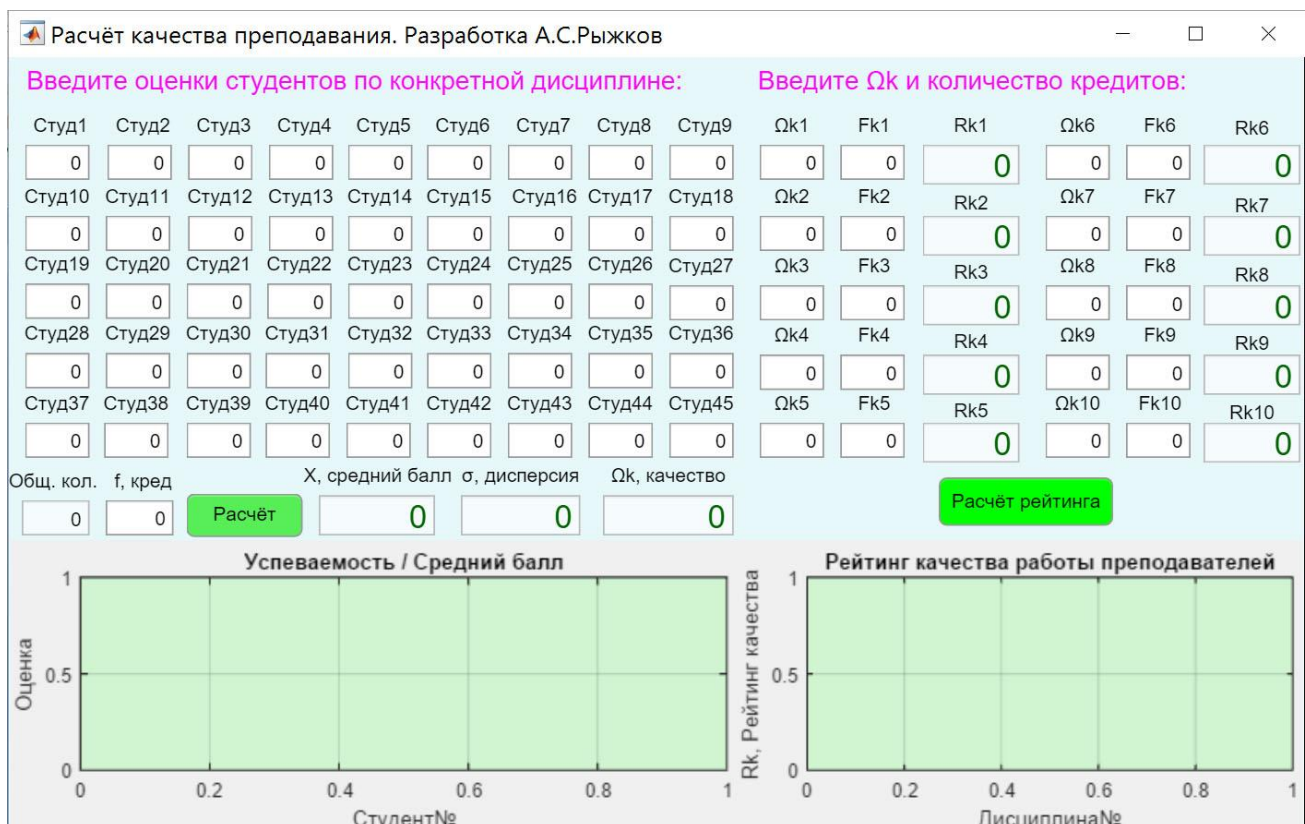 Расчёт качества преподавания. Разработка А.С.Рыжков
Введите оценки студентов по конкретной дисциплине:
Студ1 Студ2 Студ3 Студ4 Студ5 Студ6 Студ7 Студ8 Студ9
0 0 0 0 0 0 0 0 0
Студ10 Студ11 Студ12 Студ13 Студ14 Студ15 Студ16 Студ17 Студ18
0 0 0 0 0 0 0 0 0
Студ19 Студ20 Студ21 Студ22 Студ23 Студ24 Студ25 Студ26 Студ27
0 0 0 0 0 0 0 0 0
Студ28 Студ29 Студ30 Студ31 Студ32 Студ33 Студ34 Студ35 Студ36
0 0 0 0 0 0 0 0 0
Студ37 Студ38 Студ39 Студ40 Студ41 Студ42 Студ43 Студ44 Студ45
0 0 0 0 0 0 0 0 0
Общ. кол. f, кред X, средний балл σ, дисперсия Ωk, качество
0 0 Расчёт 0 0 0
Введите Ωk и количество кредитов:
Ωk1 Fk1 Rk1 Ωk6 Fk6 Rk6
0 0 0 0 0 0
Ωk2 Fk2 Rk2 Ωk7 Fk7 Rk7
0 0 0 0 0 0
Ωk3 Fk3 Rk3 Ωk8 Fk8 Rk8
0 0 0 0 0 0
Ωk4 Fk4 Rk4 Ωk9 Fk9 Rk9
0 0 0 0 0 0
Ωk5 Fk5 Rk5 Ωk10 Fk10 Rk10
0 0 0 0 0 0
Расчёт рейтинга
Успеваемость / Средний балл
Оценка
1
0.5
0
0 0.2 0.4 0.6 0.8 1
Студент№
Рейтинг качества работы преподавателей
Rk, Рейтинг качества
1
0.5
0
0 0.2 0.4 0.6 0.8 1
Дисциплина№